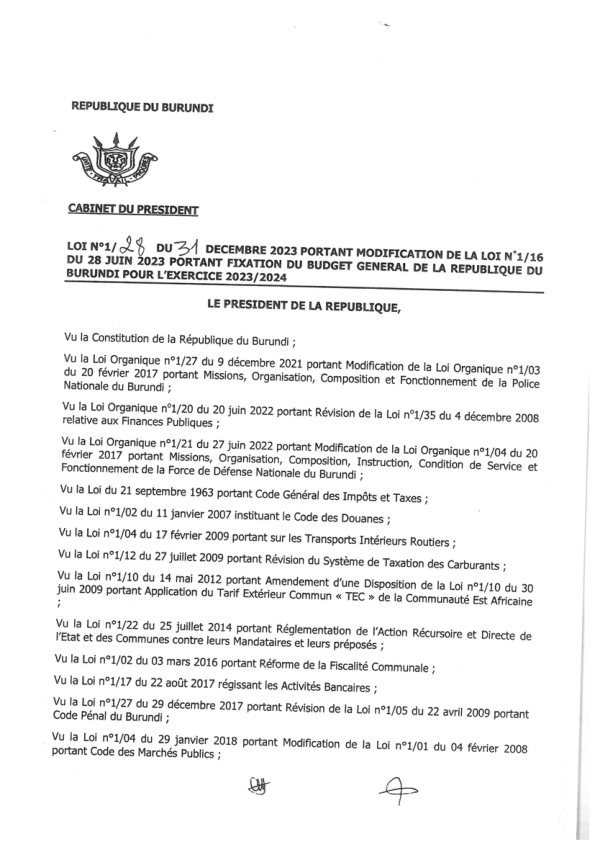 REPUBLIQUE DU BURUNDI
UNITE - TRAVAIL - PROGRES
CABINET DU PRESIDENT
LOI N°1/ 28 DU 31 DECEMBRE 2023 PORTANT MODIFICATION DE LA LOI N°1/16
DU 28 JUIN 2023 PORTANT FIXATION DU BUDGET GENERAL DE LA REPUBLIQUE DU
BURUNDI POUR L'EXERCICE 2023/2024
LE PRESIDENT DE LA REPUBLIQUE,
Vu la Constitution de la République du Burundi ;
Vu la Loi Organique n°1/27 du 9 décembre 2021 portant Modification de la Loi Organique n°1/03
du 20 février 2017 portant Missions, Organisation, Composition et Fonctionnement de la Police
Nationale du Burundi ;
Vu la Loi Organique n°1/20 du 20 juin 2022 portant Révision de la Loi n°1/35 du 4 décembre 2008
relative aux Finances Publiques ;
Vu la Loi Organique n°1/21 du 27 juin 2022 portant Modification de la Loi Organique n°1/04 du 20
février 2017 portant Missions, Organisation, Composition, Instruction, Condition de Service et
Fonctionnement de la Force de Défense Nationale du Burundi ;
Vu la Loi du 21 septembre 1963 portant Code Général des Impôts et Taxes ;
Vu la Loi n°1/02 du 11 janvier 2007 instituant le Code des Douanes ;
Vu la Loi n°1/04 du 17 février 2009 portant sur les Transports Intérieurs Routiers ;
Vu la Loi n°1/12 du 27 juillet 2009 portant Révision du Système de Taxation des Carburants ;
Vu la Loi n°1/10 du 14 mai 2012 portant Amendement d'une Disposition de la Loi n°1/10 du 30
juin 2009 portant Application du Tarif Extérieur Commun « TEC » de la Communauté Est Africaine
;
Vu la Loi n°1/22 du 25 juillet 2014 portant Réglementation de l'Action Récursoire et Directe de
l'Etat et des Communes contre leurs Mandataires et leurs préposés ;
Vu la Loi n°1/02 du 03 mars 2016 portant Réforme de la Fiscalité Communale ;
Vu la Loi n°1/17 du 22 août 2017 régissant les Activités Bancaires ;
Vu la Loi n°1/27 du 29 décembre 2017 portant Révision de la Loi n°1/05 du 22 avril 2009 portant
Code Pénal du Burundi ;
Vu la Loi n°1/04 du 29 janvier 2018 portant Modification de la Loi n°1/01 du 04 février 2008
portant Code des Marchés Publics ;